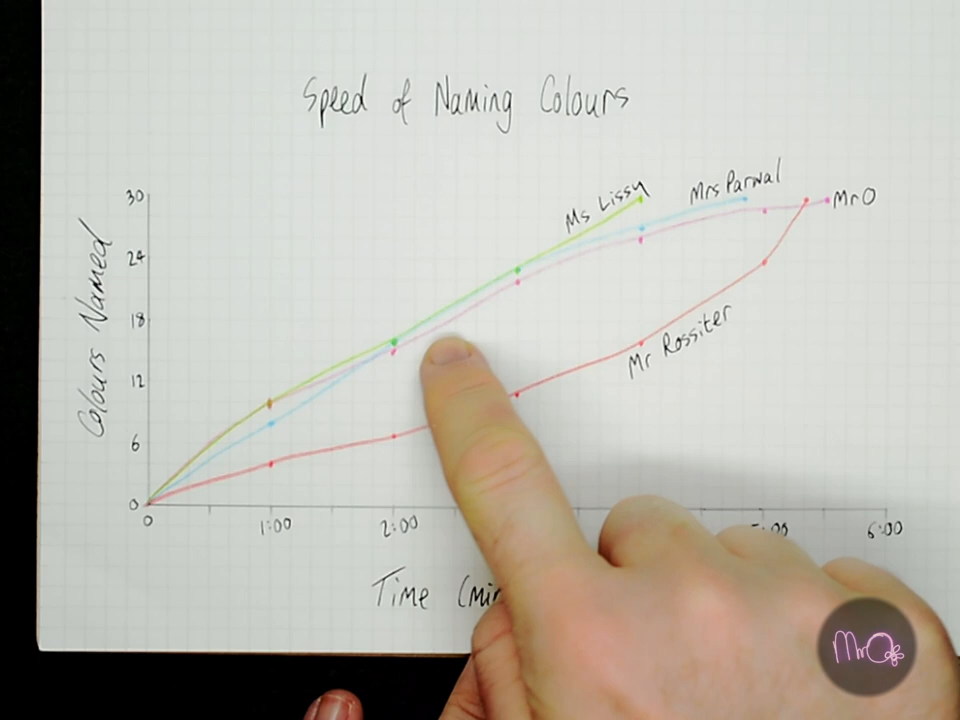 Speed of Naming Colours
Ms Lissy
Mrs Parwal
Mr O
Mr Rossiter
Colours Named
30
24
18
12
6
0
0
1:00
2:00
6:00
Time
MrO